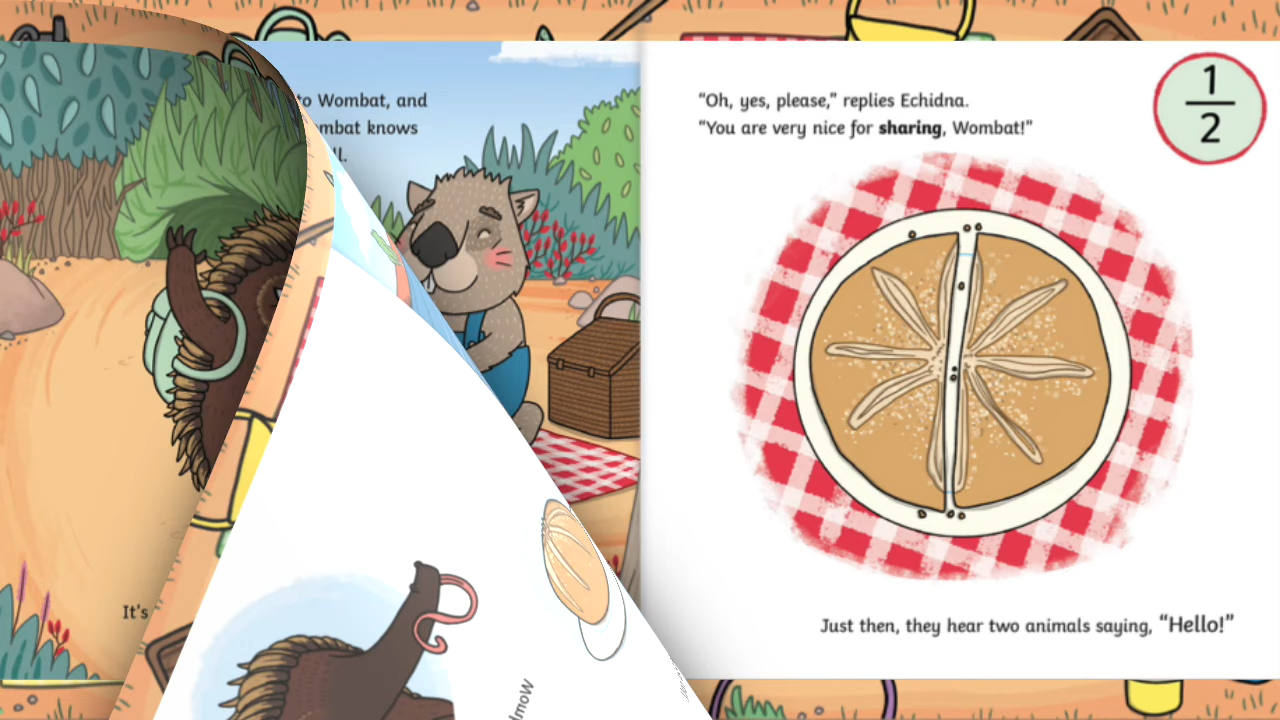 to Wombat, and
knows
It's
"Oh, yes, please," replies Echidna.
"You are very nice for sharing, Wombat!"
1
2
Just then, they hear two animals saying, "Hello!"